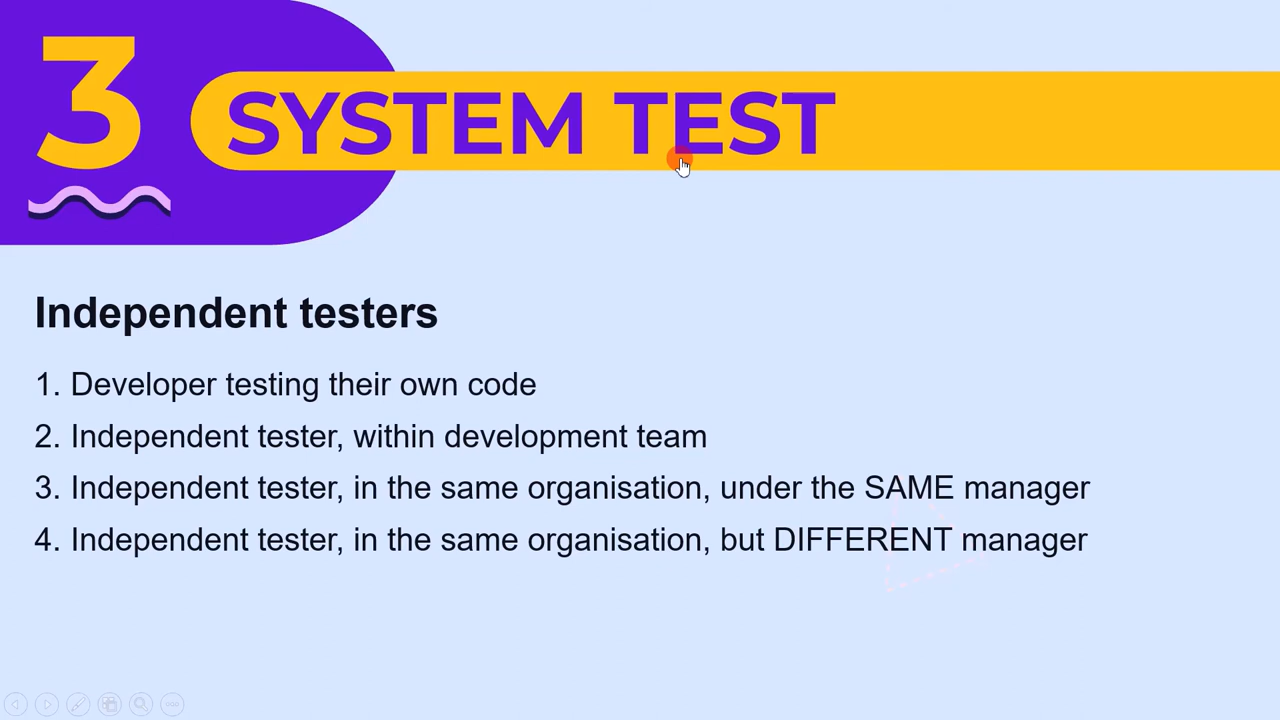 3
SYSTEM TEST
Independent testers
1. Developer testing their own code
2. Independent tester, within development team
3. Independent tester, in the same organisation, under the SAME manager
4. Independent tester, in the same organisation, but DIFFERENT manager